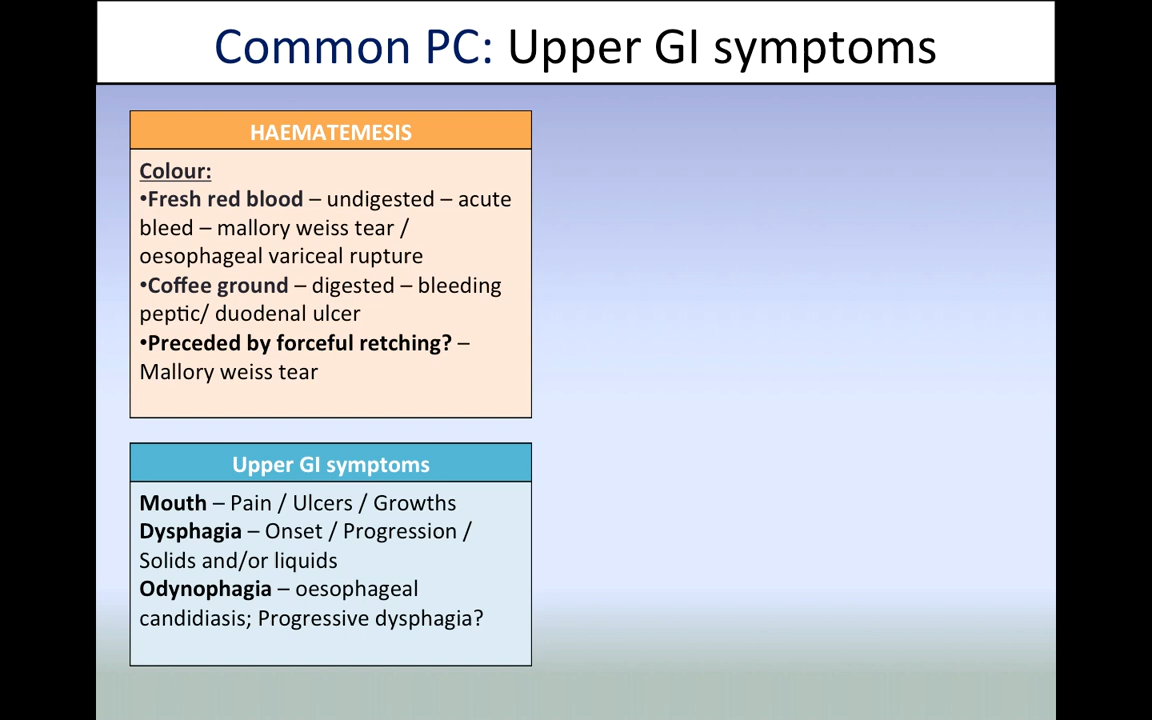 Common PC: Upper GI symptoms
HAEMATEMESIS
Colour:
•Fresh red blood – undigested – acute
bleed – mallory weiss tear /
oesophageal variceal rupture
•Coffee ground – digested – bleeding
peptic/ duodenal ulcer
•Preceded by forceful retching? –
Mallory weiss tear
Upper GI symptoms
Mouth – Pain / Ulcers / Growths
Dysphagia – Onset / Progression /
Solids and/or liquids
Odynophagia – oesophageal
candidiasis; Progressive dysphagia?